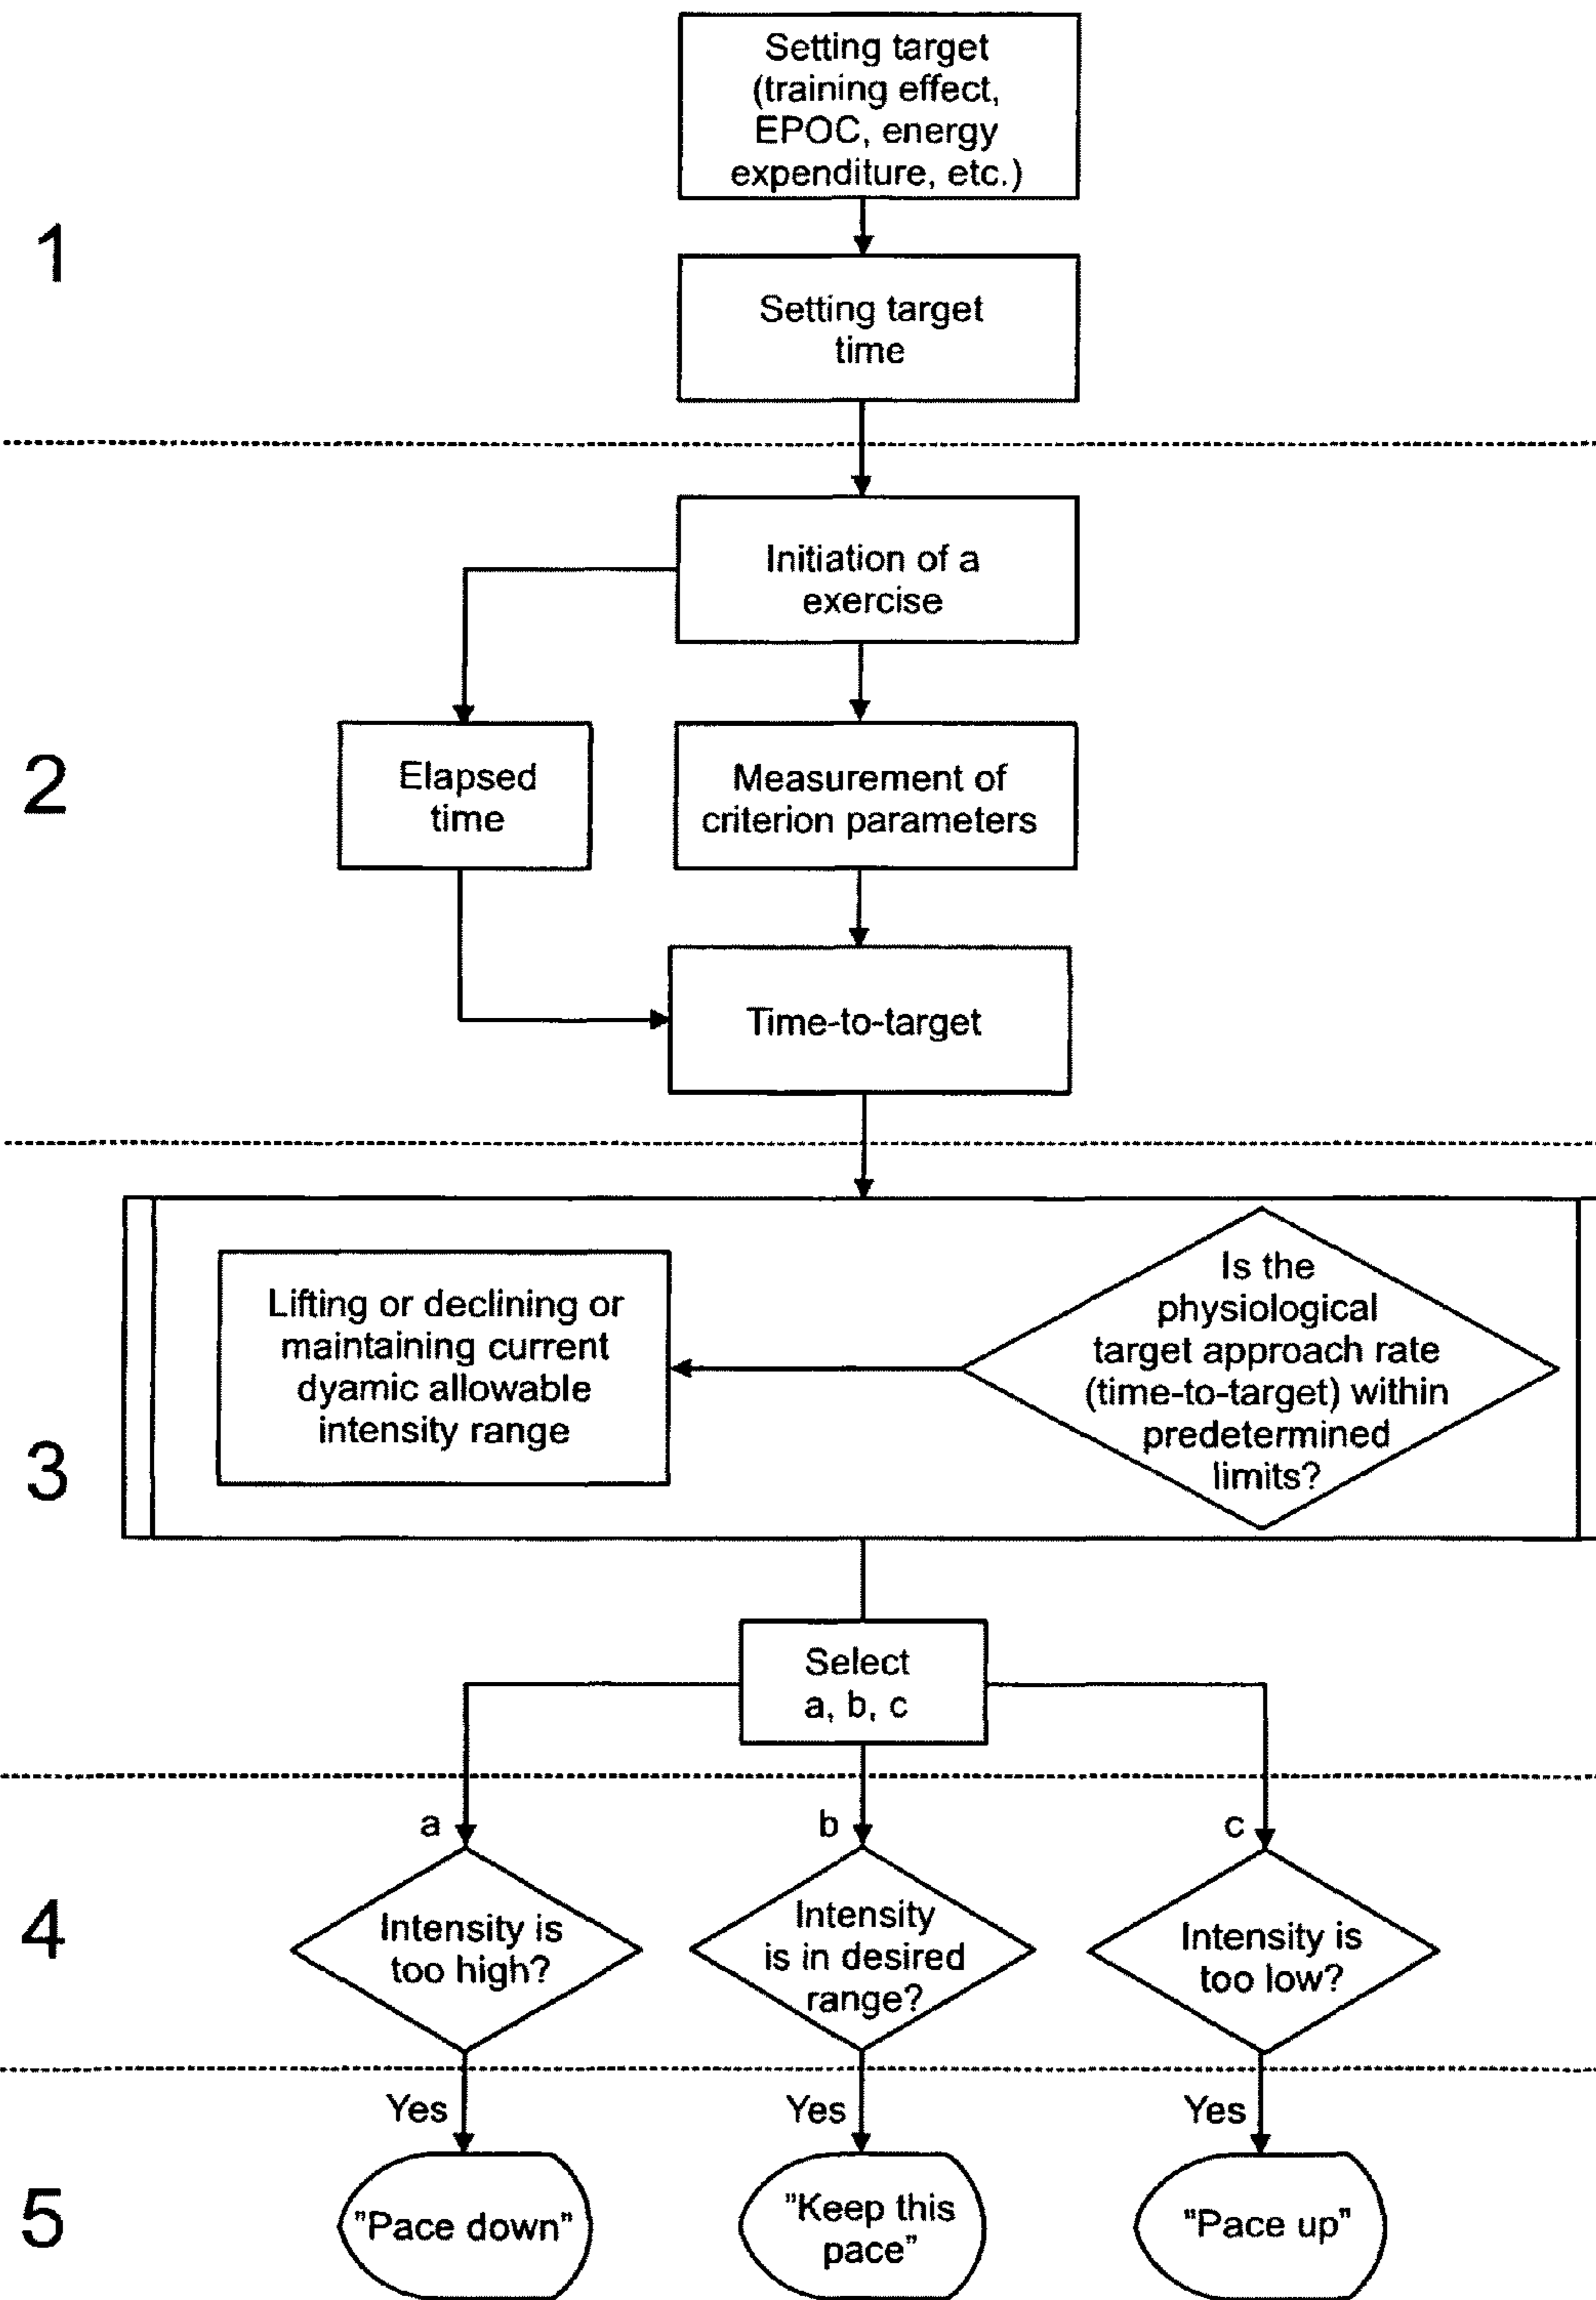 Setting target
(training effect,
EPOC, energy
expenditure, etc.)
1
Setting target
time
Initiation of a
exercise
2
Elapsed
time
Measurement of
criterion parameters
Time-to-target
3
Lifting or declining or
maintaining current
dyamic allowable
intensity range
Is the
physiological
target approach rate
(time-to-target) within
predetermined
limits?
Select
a, b, c
4
a
b
c
Intensity is
too high?
Intensity
is in desired
range?
Intensity is
too low?
5
Yes
Yes
Yes
"Pace down"
"Keep this
pace"
"Pace up"